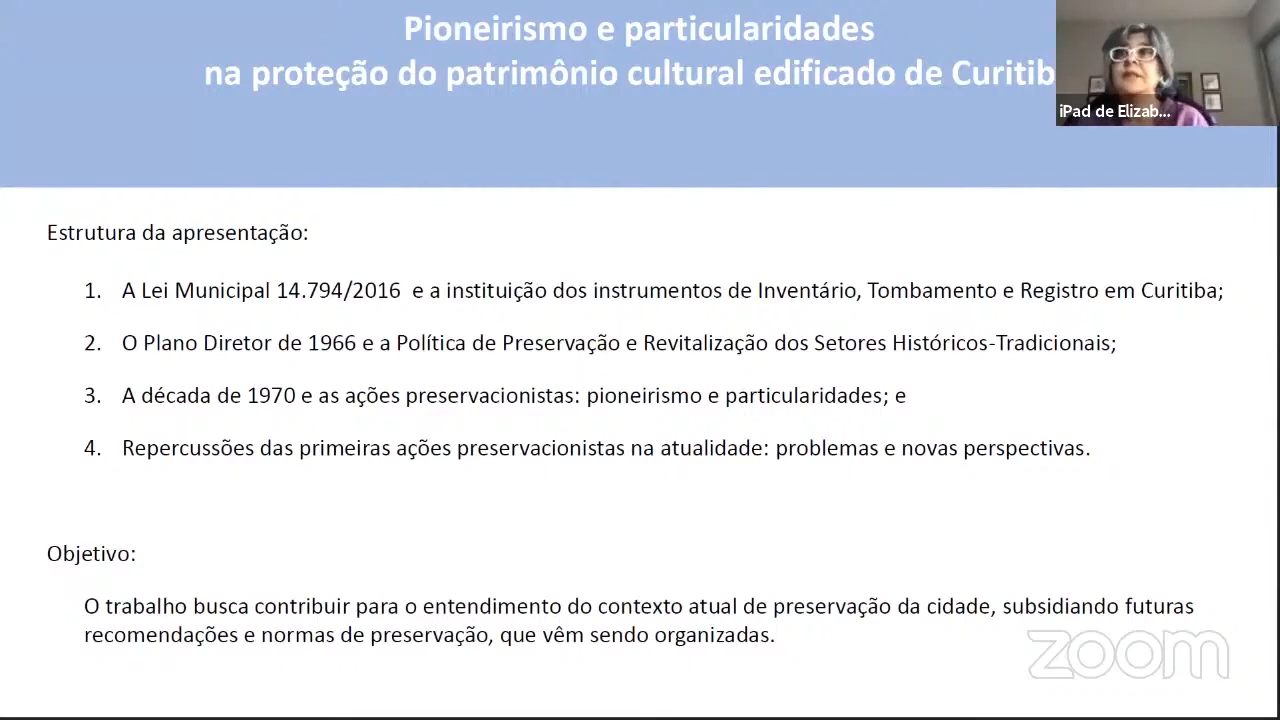 Pioneirismo e particularidades
na proteção do patrimônio cultural edificado de Curitib
iPad de Elizab...
Estrutura da apresentação:
1. A Lei Municipal 14.794/2016 e a instituição dos instrumentos de Inventário, Tombamento e Registro em Curitiba;
2. O Plano Diretor de 1966 e a Política de Preservação e Revitalização dos Setores Históricos-Tradicionais;
3. A década de 1970 e as ações preservacionistas: pioneirismo e particularidades; e
4. Repercussões das primeiras ações preservacionistas na atualidade: problemas e novas perspectivas.
Objetivo:
O trabalho busca contribuir para o entendimento do contexto atual de preservação da cidade, subsidiando futuras
recomendações e normas de preservação, que vêm sendo organizadas.
zoom